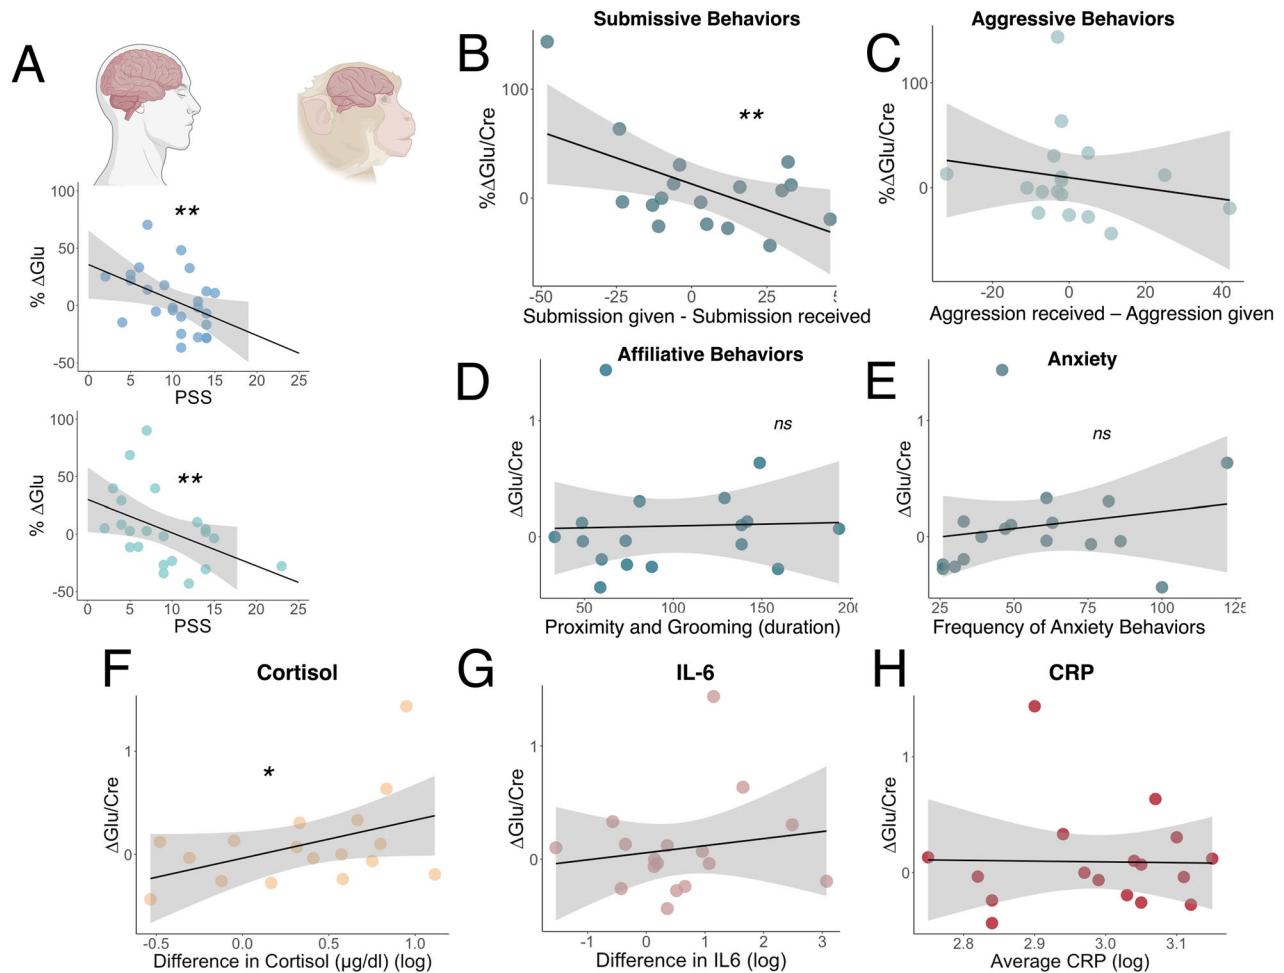 A
100
50
0
-50
% ΔGlu
**
0 5 10 15 20 25
PSS
100
50
0
-50
% ΔGlu
**
0 5 10 15 20 25
PSS
B
Submissive Behaviors
100
0
%ΔGlu/Cre
**
-50 -25 0 25
Submission given - Submission received
C
Aggressive Behaviors
100
0
%ΔGlu/Cre
-20 0 20 40
Aggression received – Aggression given
D
Affiliative Behaviors
1
0
ΔGlu/Cre
ns
50 100 150
Proximity and Grooming (duration)
E
Anxiety
1
0
ΔGlu/Cre
ns
25 50 75 100
Frequency of Anxiety Behaviors
F
Cortisol
1
0
ΔGlu/Cre
*
-0.5 0.0 0.5 1.0
Difference in Cortisol (µg/dl) (log)
G
IL-6
1
0
ΔGlu/Cre
-1 0 1 2 3
Difference in IL6 (log)
H
CRP
1
0
ΔGlu/Cre
2.8 2.9 3.0 3.1
Average CRP (log)